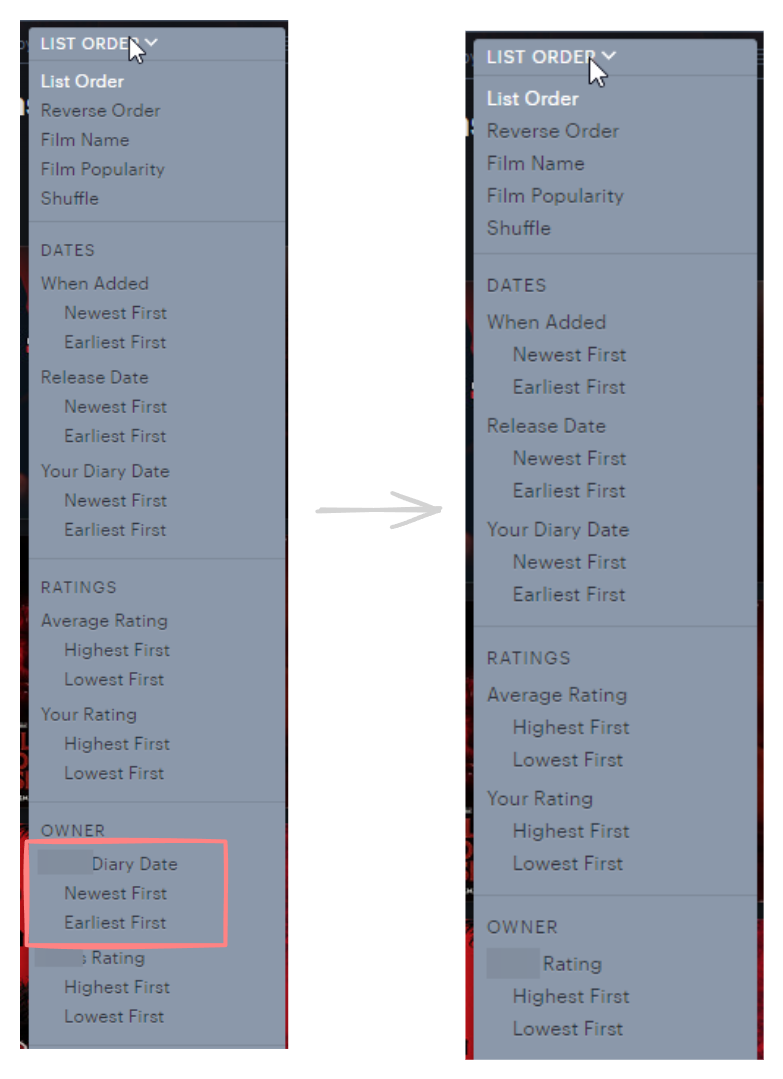 LIST ORDER
List Order
Reverse Order
Film Name
Film Popularity
Shuffle
DATES
When Added
Newest First
Earliest First
Release Date
Newest First
Earliest First
Your Diary Date
Newest First
Earliest First
RATINGS
Average Rating
Highest First
Lowest First
Your Rating
Highest First
Lowest First
OWNER
Diary Date
Newest First
Earliest First
s Rating
Highest First
Lowest First
LIST ORDER
List Order
Reverse Order
Film Name
Film Popularity
Shuffle
DATES
When Added
Newest First
Earliest First
Release Date
Newest First
Earliest First
Your Diary Date
Newest First
Earliest First
RATINGS
Average Rating
Highest First
Lowest First
Your Rating
Highest First
Lowest First
OWNER
Rating
Highest First
Lowest First